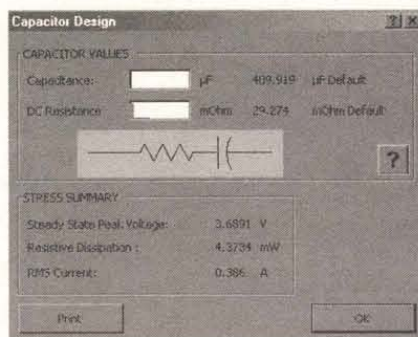 Capacitor Design
CAPACITOR VALUES
Capacitance: µF 409.919 µF Default
DC Resistance mOhm 29.274 mOhm Default
?
STRESS SUMMARY
Steady State Peak Voltage: 3.6891 V
Resistive Dissipation : 4.3734 mW
RMS Current: 0.386 A
Print OK